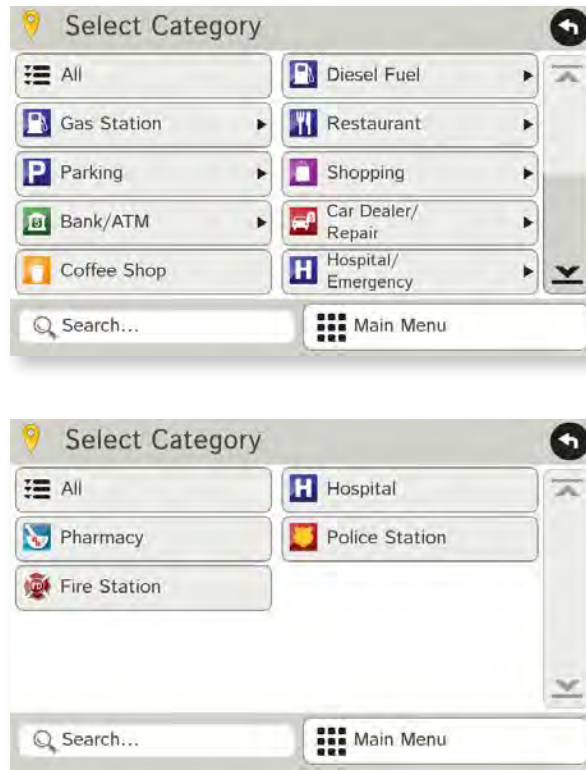 Select Category
All
Diesel Fuel
Gas Station
Restaurant
P Parking
Shopping
Bank/ATM
Car Dealer/
Repair
Coffee Shop
H Hospital/
Emergency
Search...
Main Menu
Select Category
All
H Hospital
Pharmacy
Police Station
FD Fire Station
Search...
Main Menu